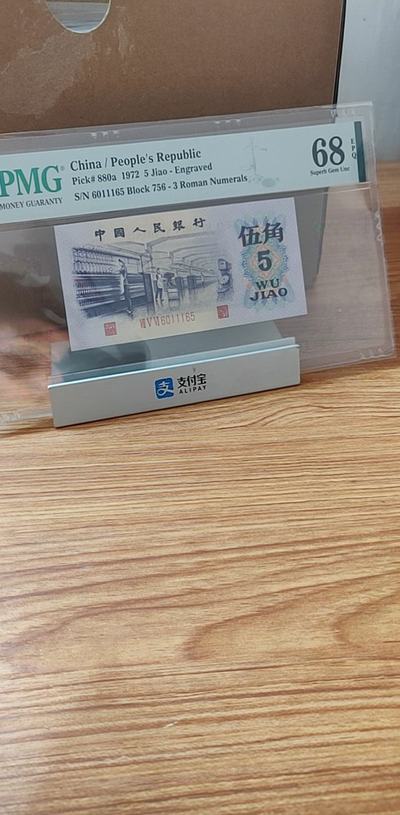 PMG
MONEY GUARANTY
China / People's Republic
Pick# 880a 1972 5 Jiao - Engraved
S/N 6011165 Block 756 - 3 Roman Numerals
68
EPQ
Superb Gem Unc
中國人民銀行
伍角
5
WU
JIAO
6011165
支 支付宝
ALIPAY